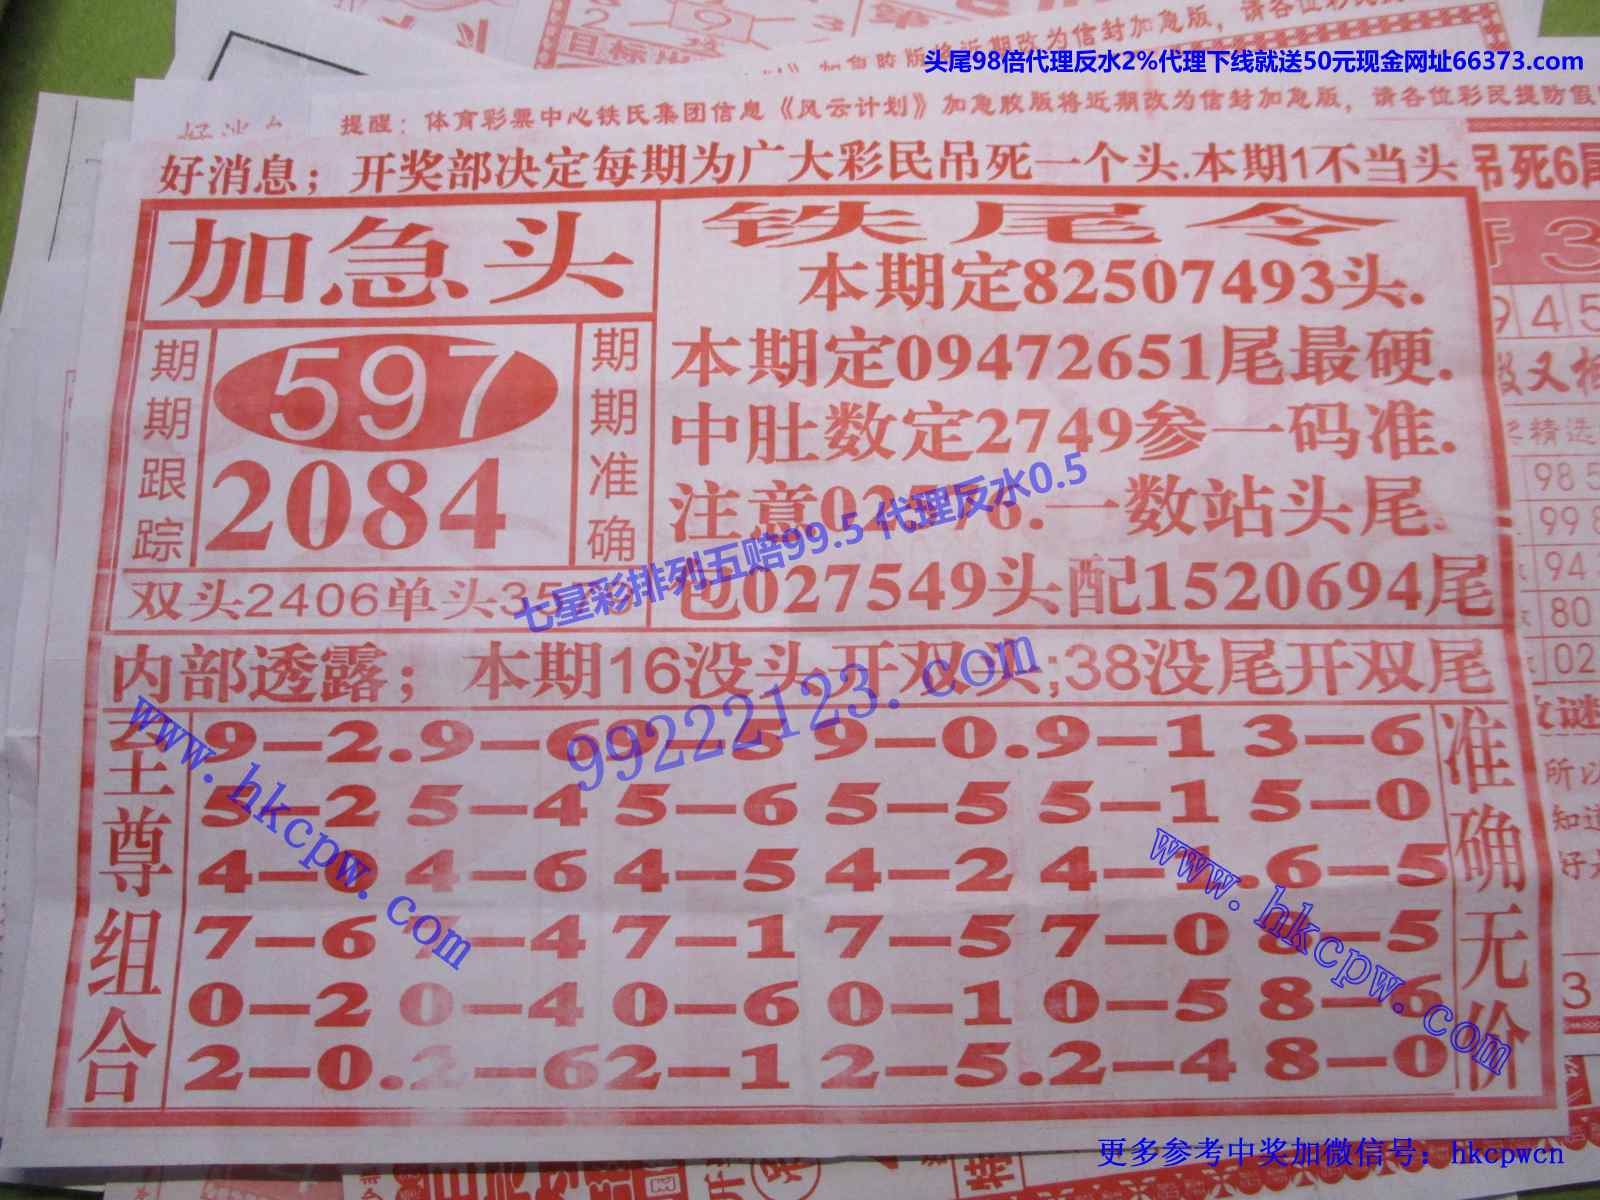 头尾98倍代理反水2%代理下线就送50元现金网址66373.com
提醒：体育彩票中心铁氏集团信息《风云计划》加急胶版将近期改为信封加急版，请各位彩民提防假
好消息；开奖部决定每期为广大彩民吊死一个头.本期1不当头
吊死6尾
加急头
期期跟踪
597
2084
期期准确
双头2406单头35
铁尾令
本期定82507493头.
本期定09472651尾最硬.
中肚数定2749参一码准.
注意02576.一数站头尾.
包027549头配1520694尾
七星彩排列五赔99.5 代理反水0.5
内部透露；本期16没头开双头;38没尾开双尾
99222123.com
至尊组合
9—2.9—6 9—5 9—0.9—1 3—6
5—2 5—4 5—6 5—5 5—1 5—0
4—0 4—6 4—5 4—2 4—1.6—5
7—6 7—4 7—1 7—5 7—0 8—5
0—2 0—4 0—6 0—1 0—5 8—6
2—0.2—6 2—1 2—5.2—4 8—0
准确无价
www.hkcpw.com
www.hkcpw.com
更多参考中奖加微信号：hkcpwcn